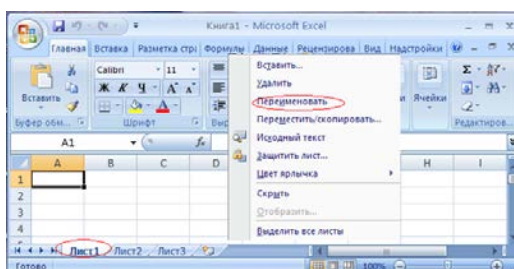 Книга1 - Microsoft Excel
Главная Вставка Разметка стр Формулы Данные Рецензирова Вид Надстройки
Calibri 11
Вставить
Ж К Ч
Ячейки
Буфер обм... Шрифт Выр Редактиров...
Вставить...
Удалить
Переименовать
Переместить/скопировать...
Исходный текст
Защитить лист...
Цвет ярлычка
Скрыть
Отобразить...
Выделить все листы
A1 fx
A B C D H I
1
2
3
4
Лист1 Лист2 Лист3
Готово 100%